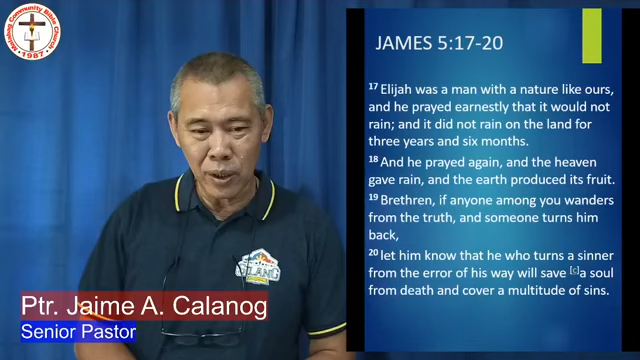 Malabag Community Bible Church
• 1987 •
JAMES 5:17-20
17 Elijah was a man with a nature like ours,
and he prayed earnestly that it would not
rain; and it did not rain on the land for
three years and six months.
18 And he prayed again, and the heaven
gave rain, and the earth produced its fruit.
19 Brethren, if anyone among you wanders
from the truth, and someone turns him
back,
20 let him know that he who turns a sinner
from the error of his way will save [c] a soul
from death and cover a multitude of sins.
Ptr. Jaime A. Calanog
Senior Pastor